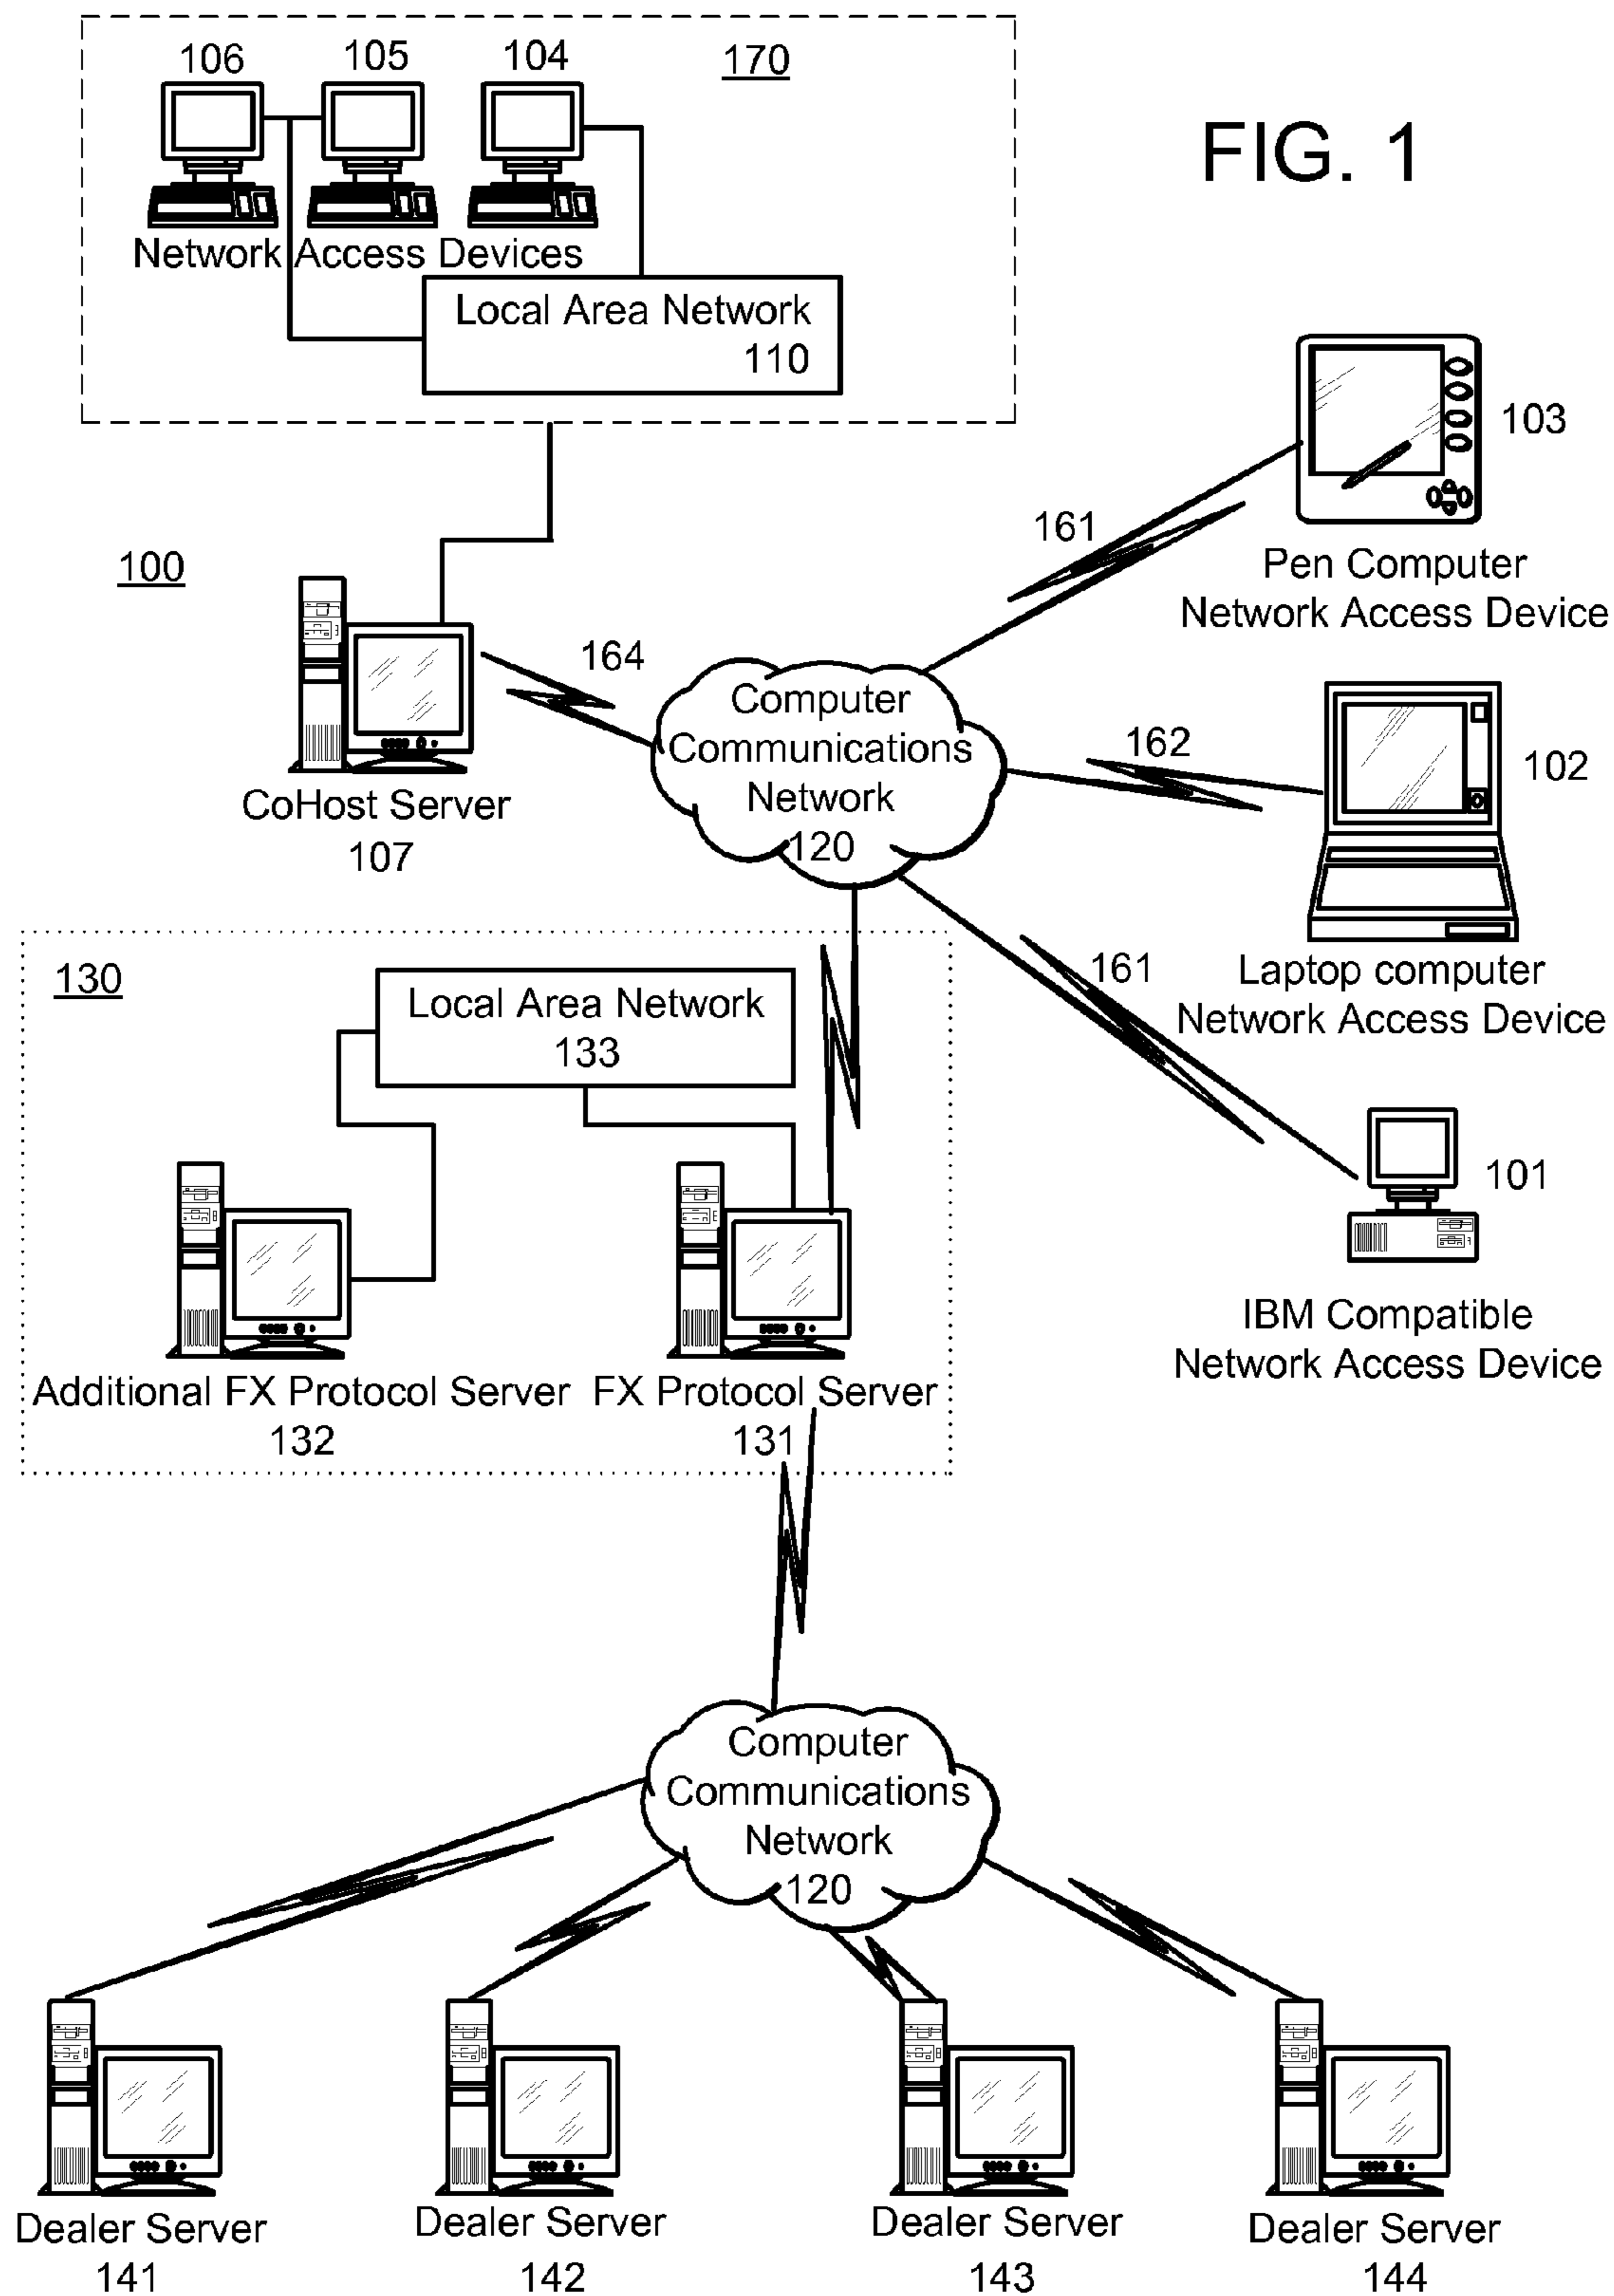 106
105
104
170
FIG. 1
Network Access Devices
Local Area Network
110
103
161
Pen Computer
Network Access Device
100
164
Computer
Communications
Network
120
162
102
CoHost Server
107
Laptop computer
Network Access Device
161
130
Local Area Network
133
101
IBM Compatible
Network Access Device
Additional FX Protocol Server
132
FX Protocol Server
131
Computer
Communications
Network
120
Dealer Server
141
Dealer Server
142
Dealer Server
143
Dealer Server
144